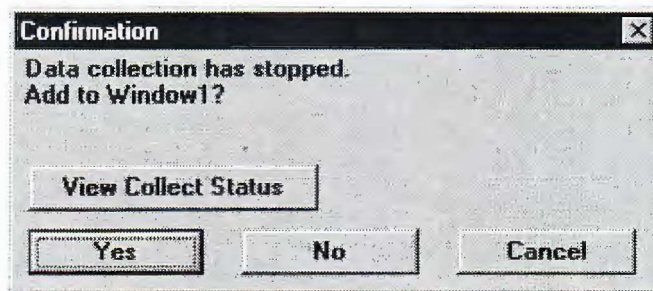 Confirmation
Data collection has stopped.
Add to Window1?
View Collect Status
Yes
No
Cancel